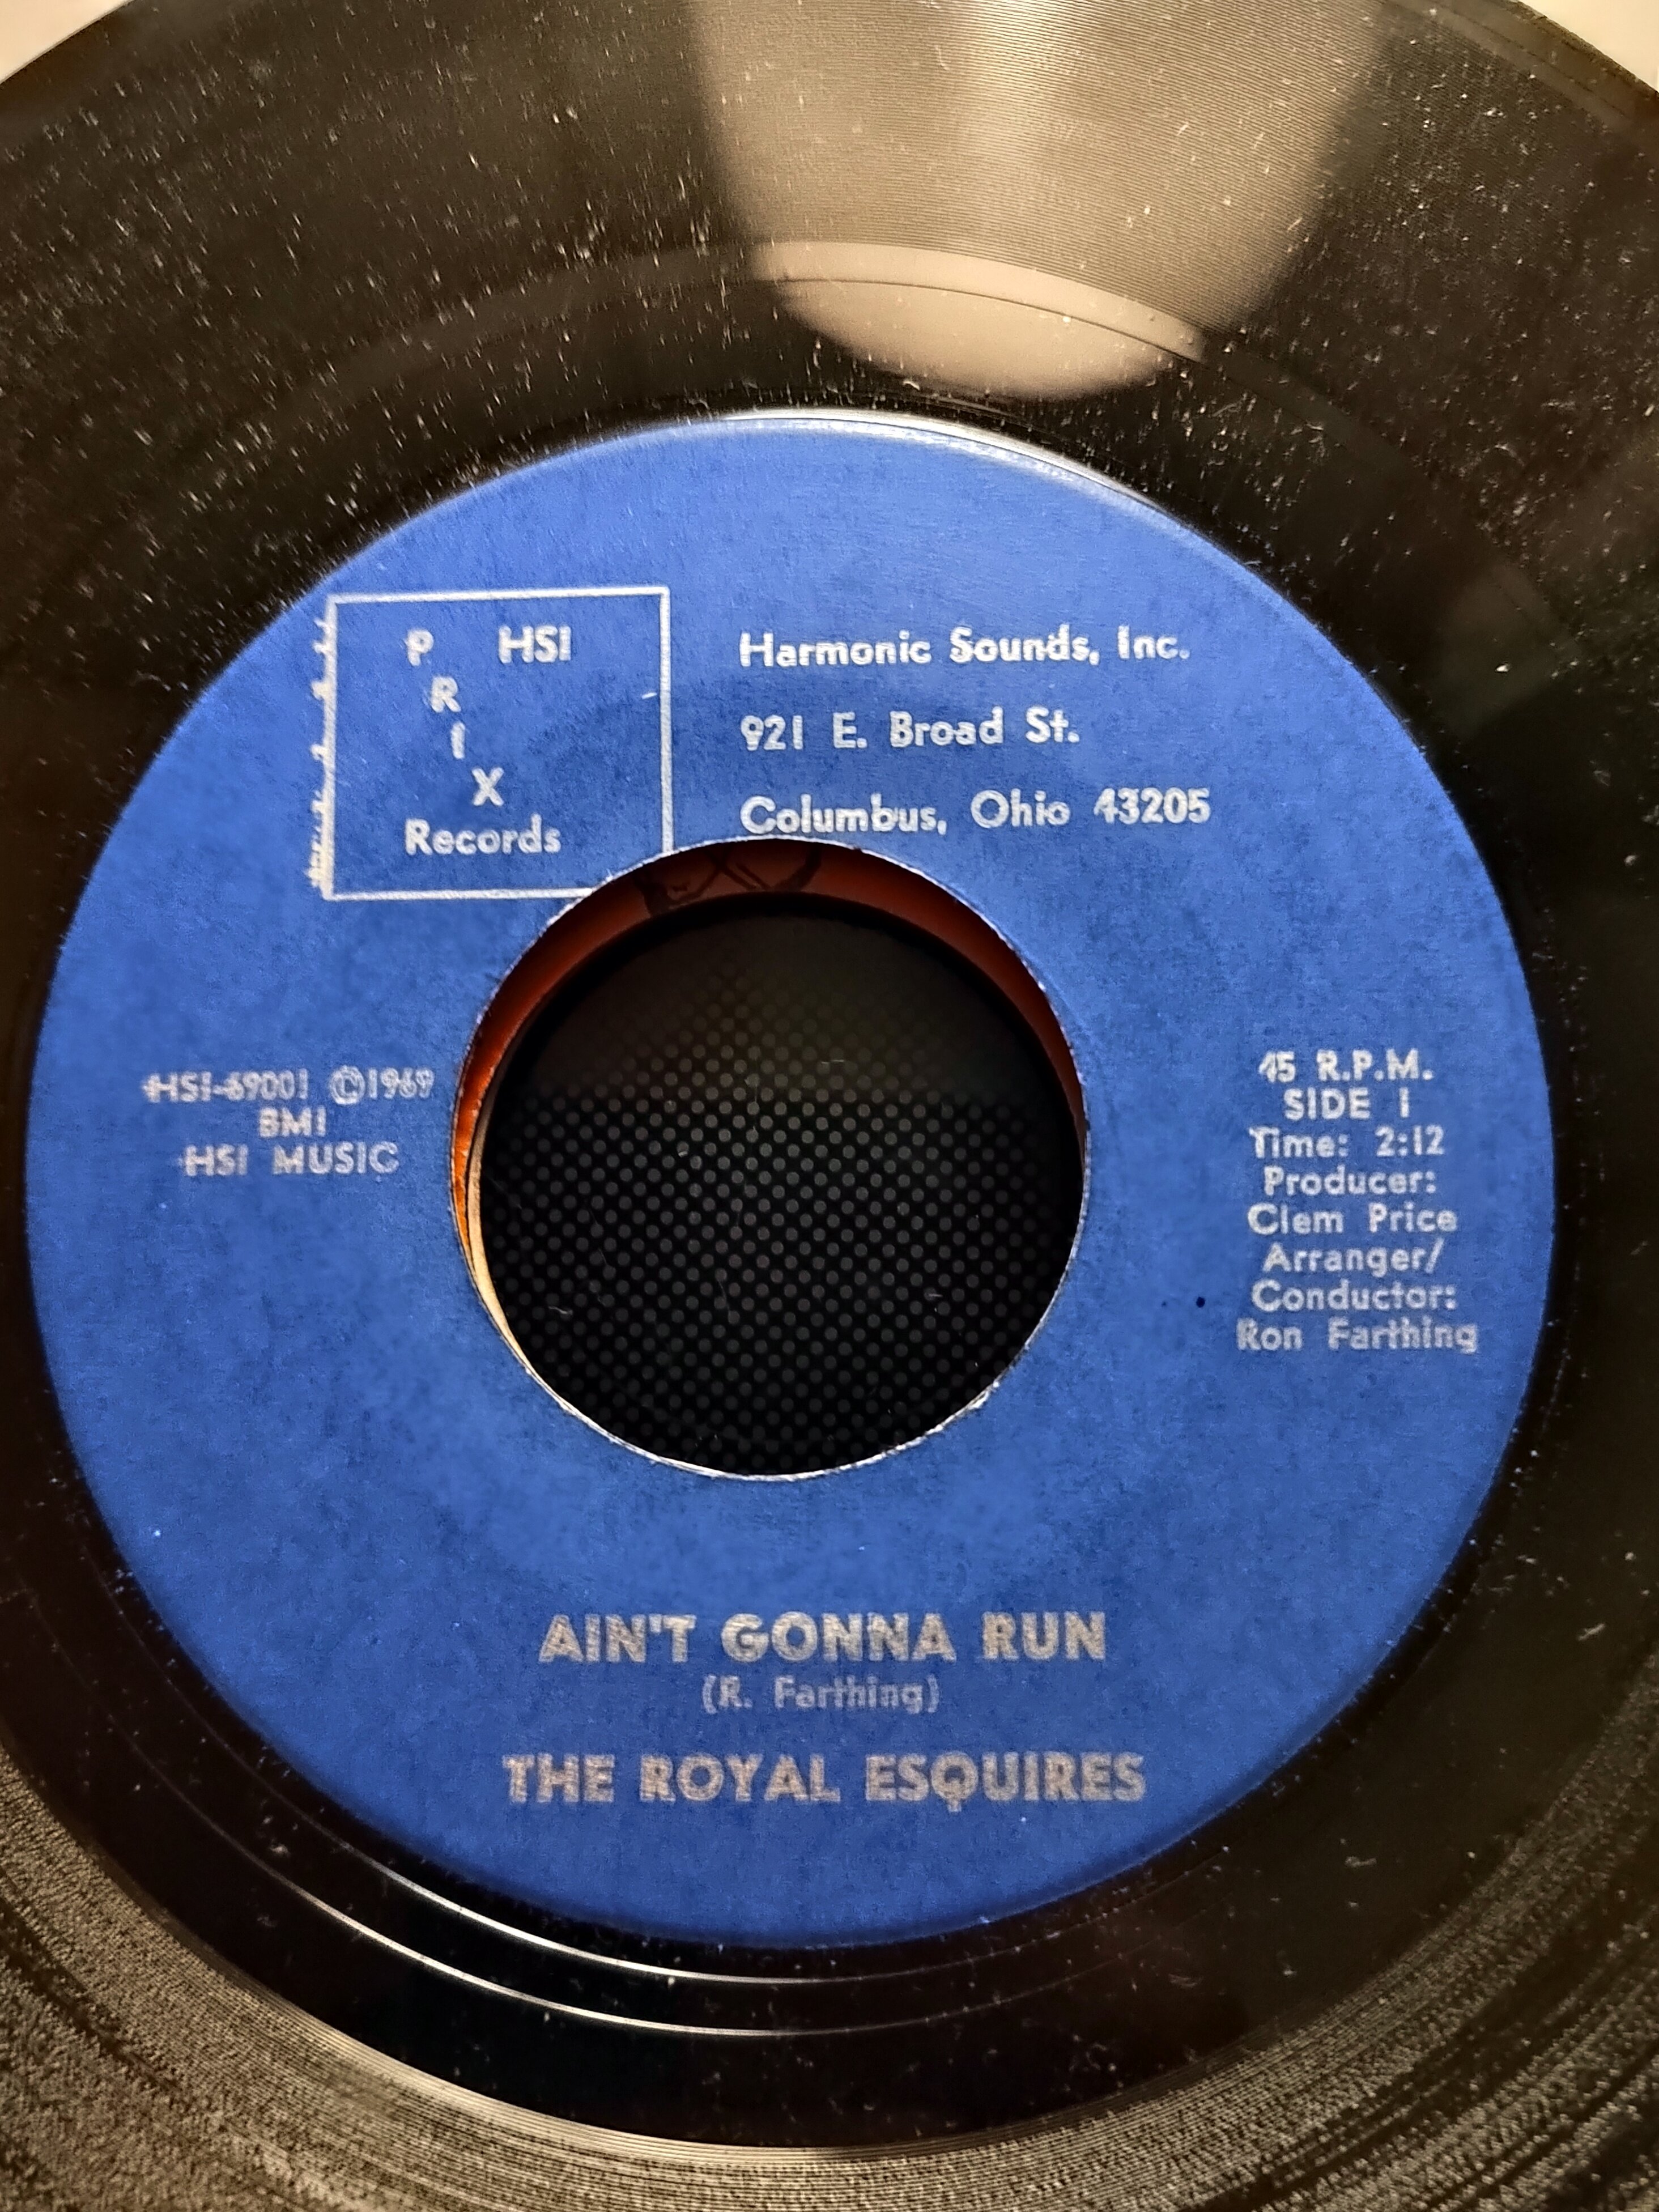 P HSI
R
I
X
Records
Harmonic Sounds, Inc.
921 E. Broad St.
Columbus, Ohio 43205
HSI-69001 ©1969
BMI
HSI MUSIC
45 R.P.M.
SIDE 1
Time: 2:12
Producer:
Clem Price
Arranger/
Conductor:
Ron Farthing
AIN'T GONNA RUN
(R. Farthing)
THE ROYAL ESQUIRES